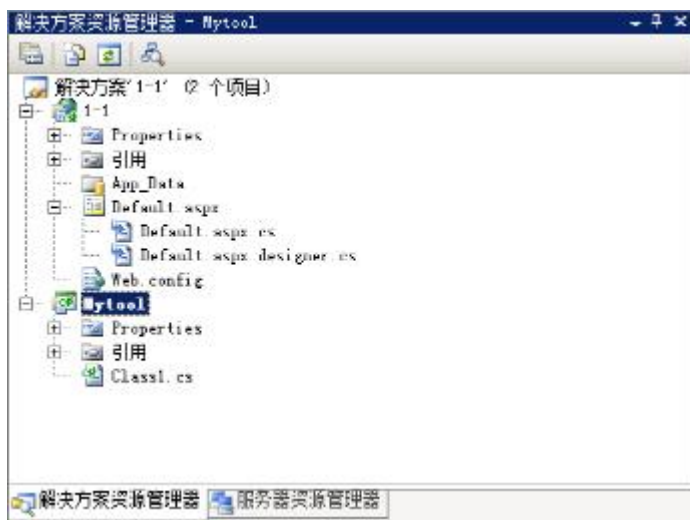 解决方案资源管理器 - Mytool
解决方案"1-1" (2 个项目)
1-1
Properties
引用
App_Data
Default.aspx
Default.aspx.cs
Default.aspx.designer.cs
Web.config
Mytool
Properties
引用
Class1.cs
解决方案资源管理器 服务器资源管理器